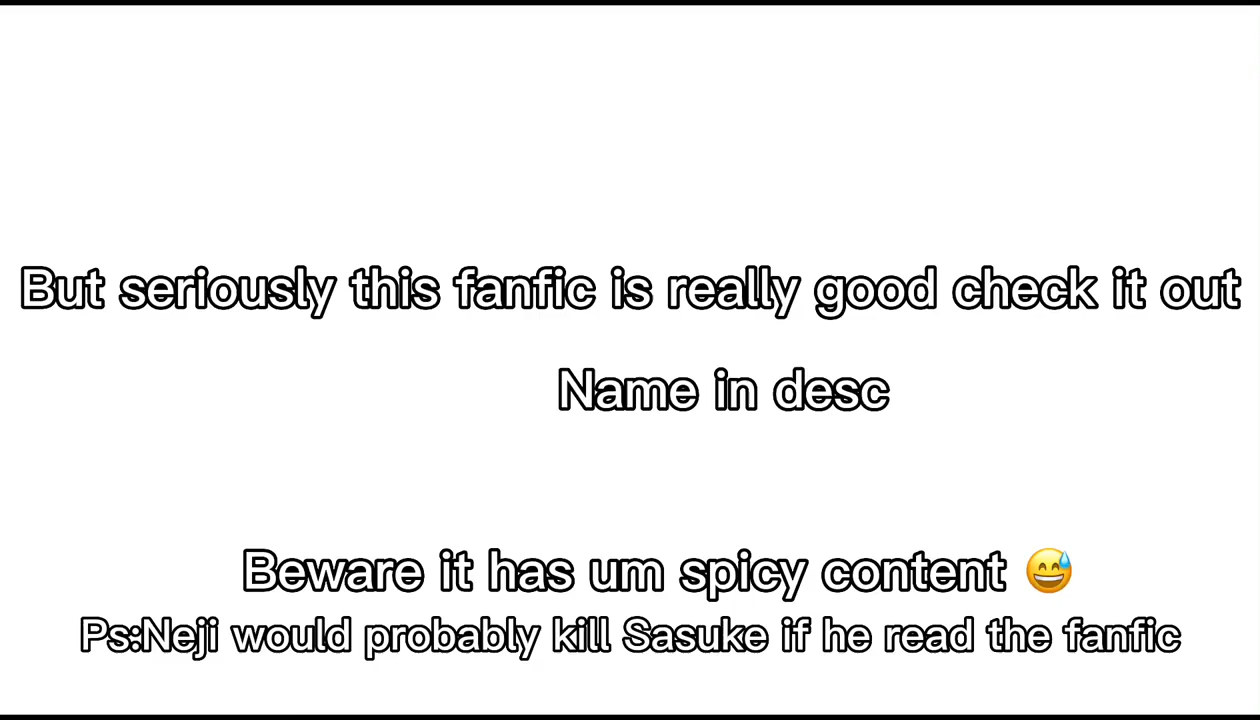 But seriously this fanfic is really good check it out
Name in desc
Beware it has um spicy content 😅
Ps:Neji would probably kill Sasuke if he read the fanfic